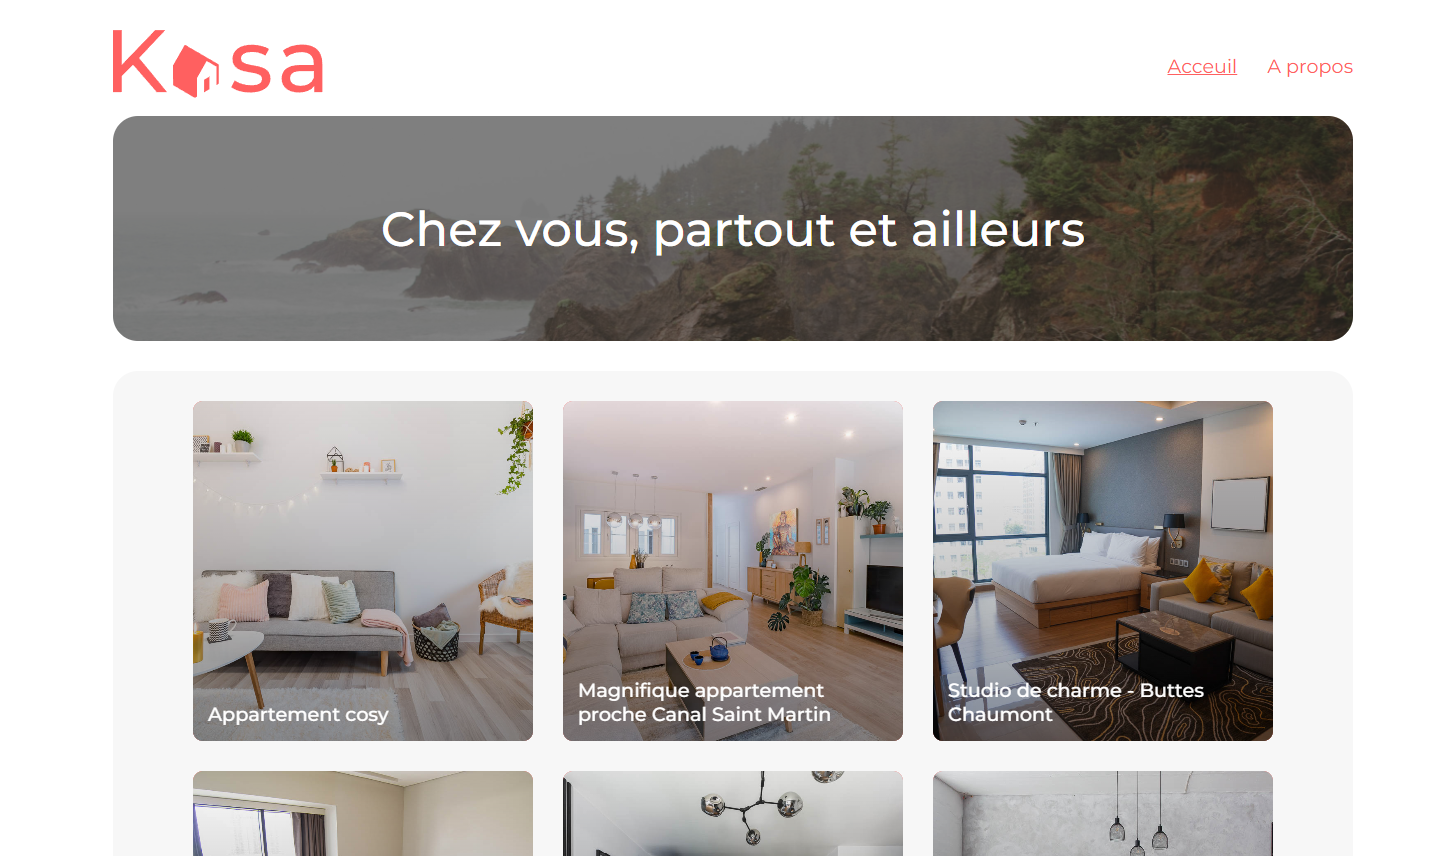 Kasa
Acceuil
A propos
Chez vous, partout et ailleurs
Appartement cosy
Magnifique appartement
proche Canal Saint Martin
Studio de charme - Buttes
Chaumont